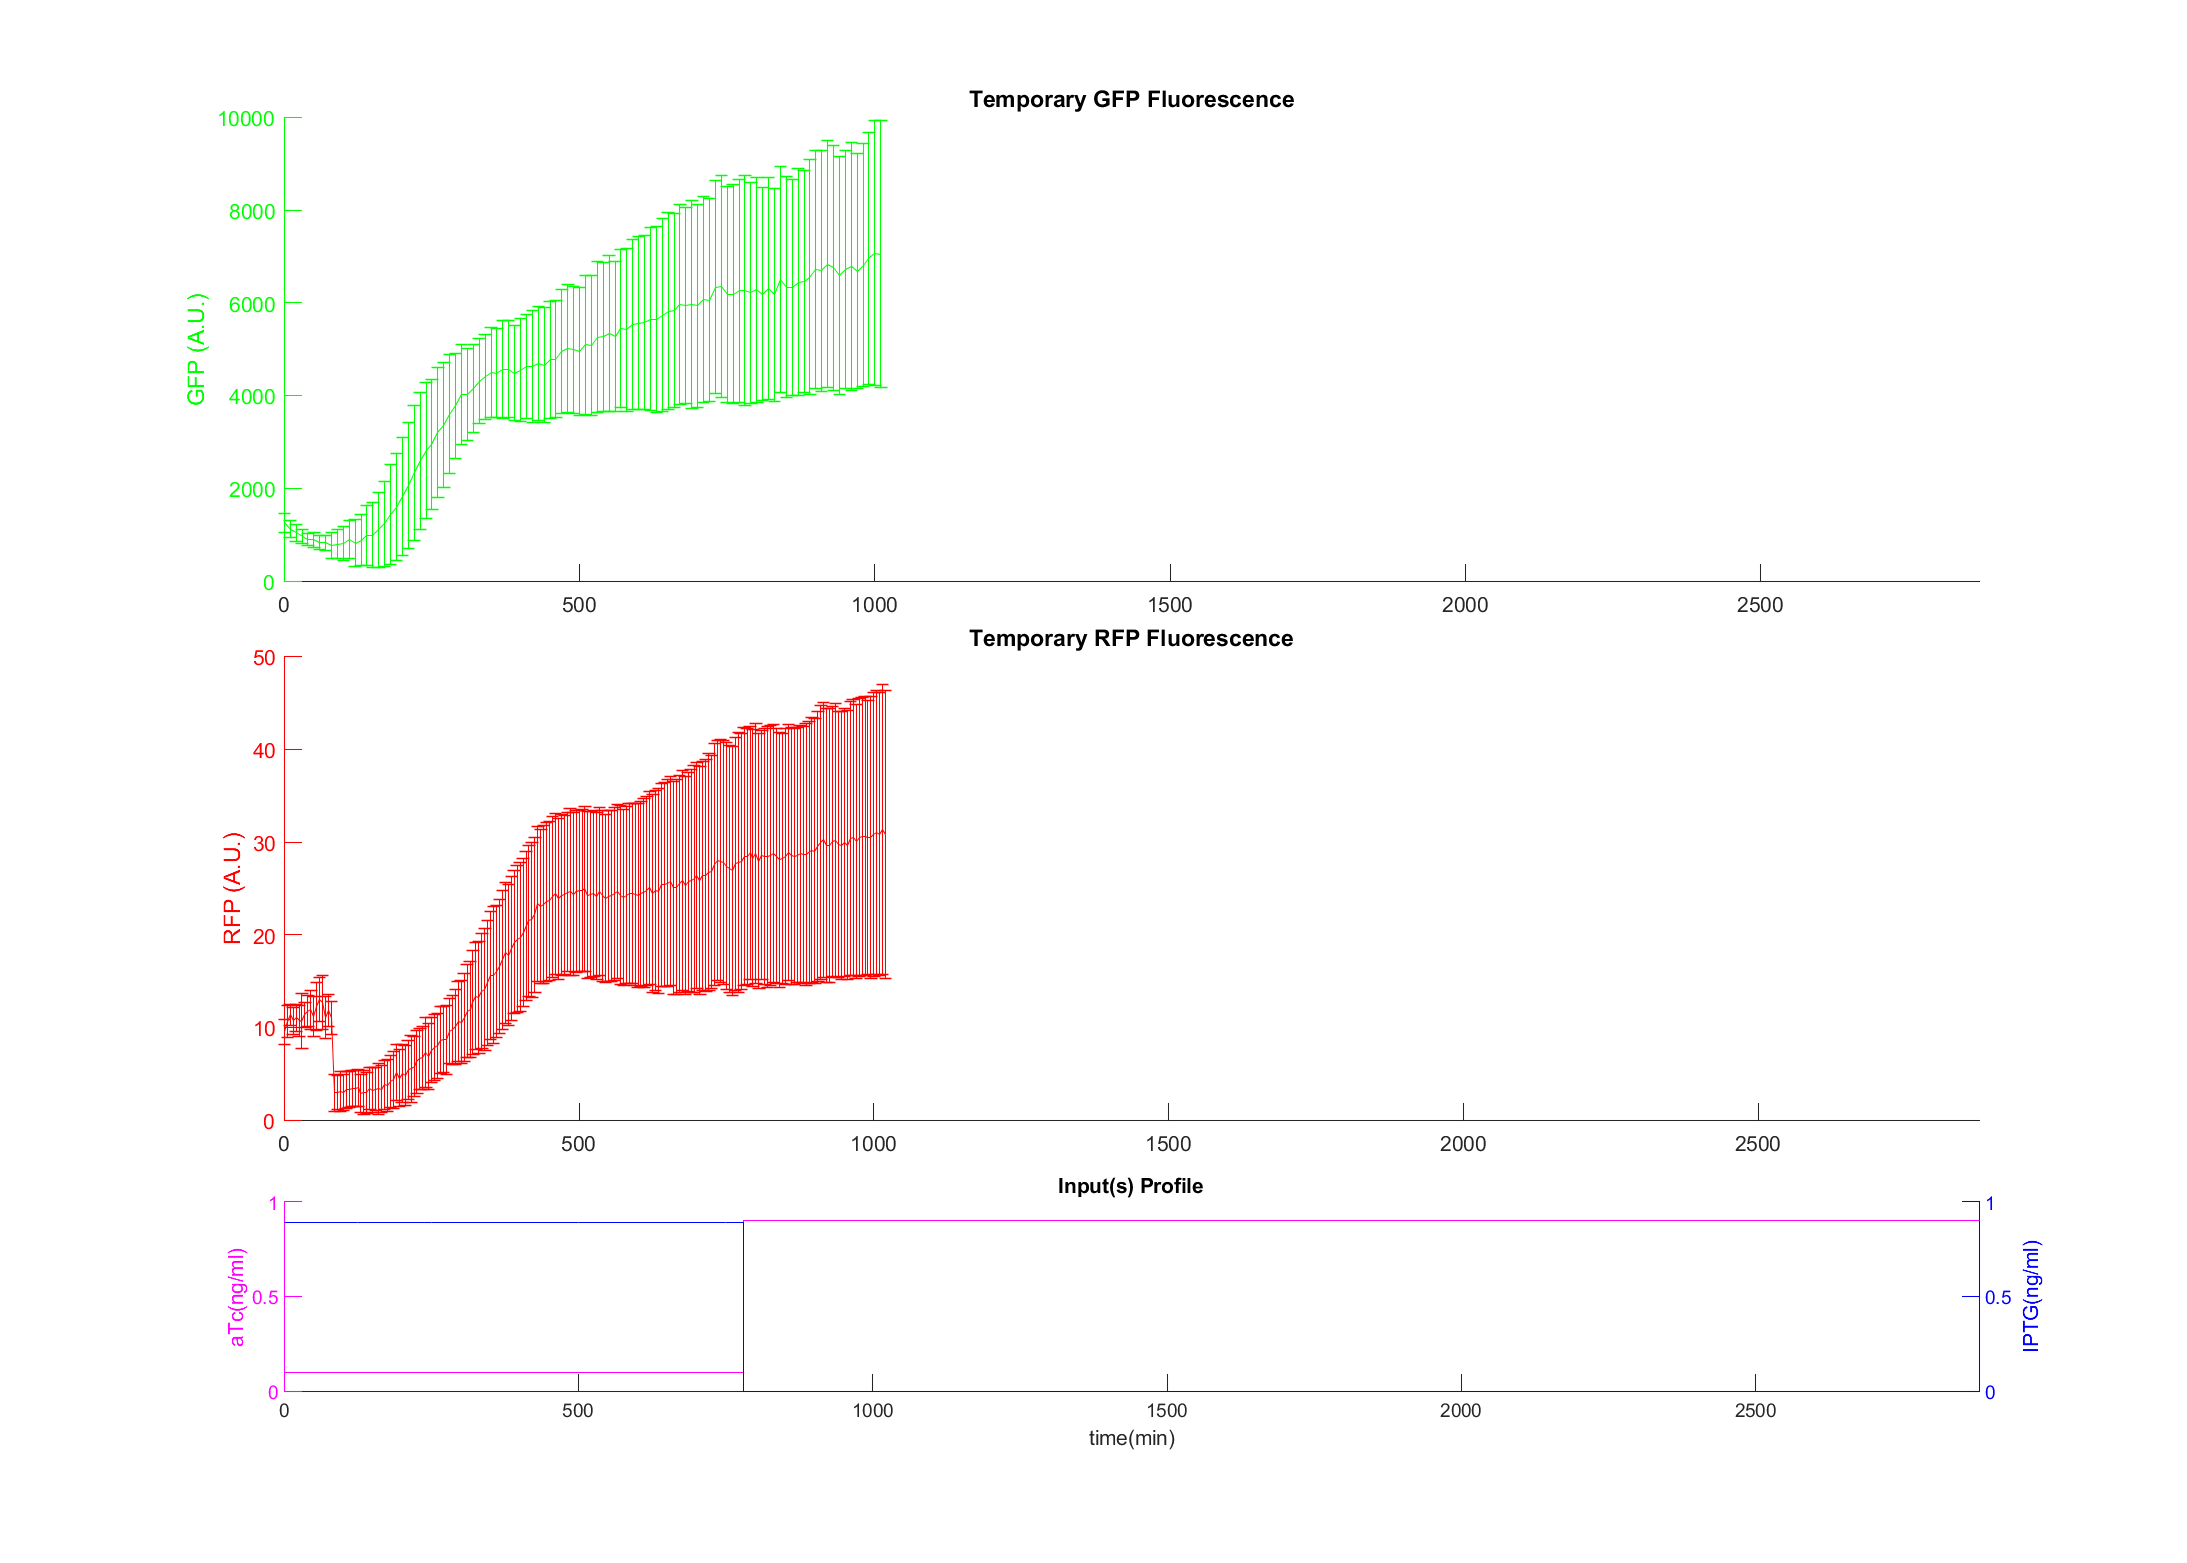 Temporary GFP Fluorescence
10000
8000
6000
4000
2000
0
GFP (A.U.)
0 500 1000 1500 2000 2500
Temporary RFP Fluorescence
50
40
30
20
10
0
RFP (A.U.)
0 500 1000 1500 2000 2500
Input(s) Profile
1
0.5
0
aTc(ng/ml)
1
0.5
0
IPTG(ng/ml)
0 500 1000 1500 2000 2500
time(min)